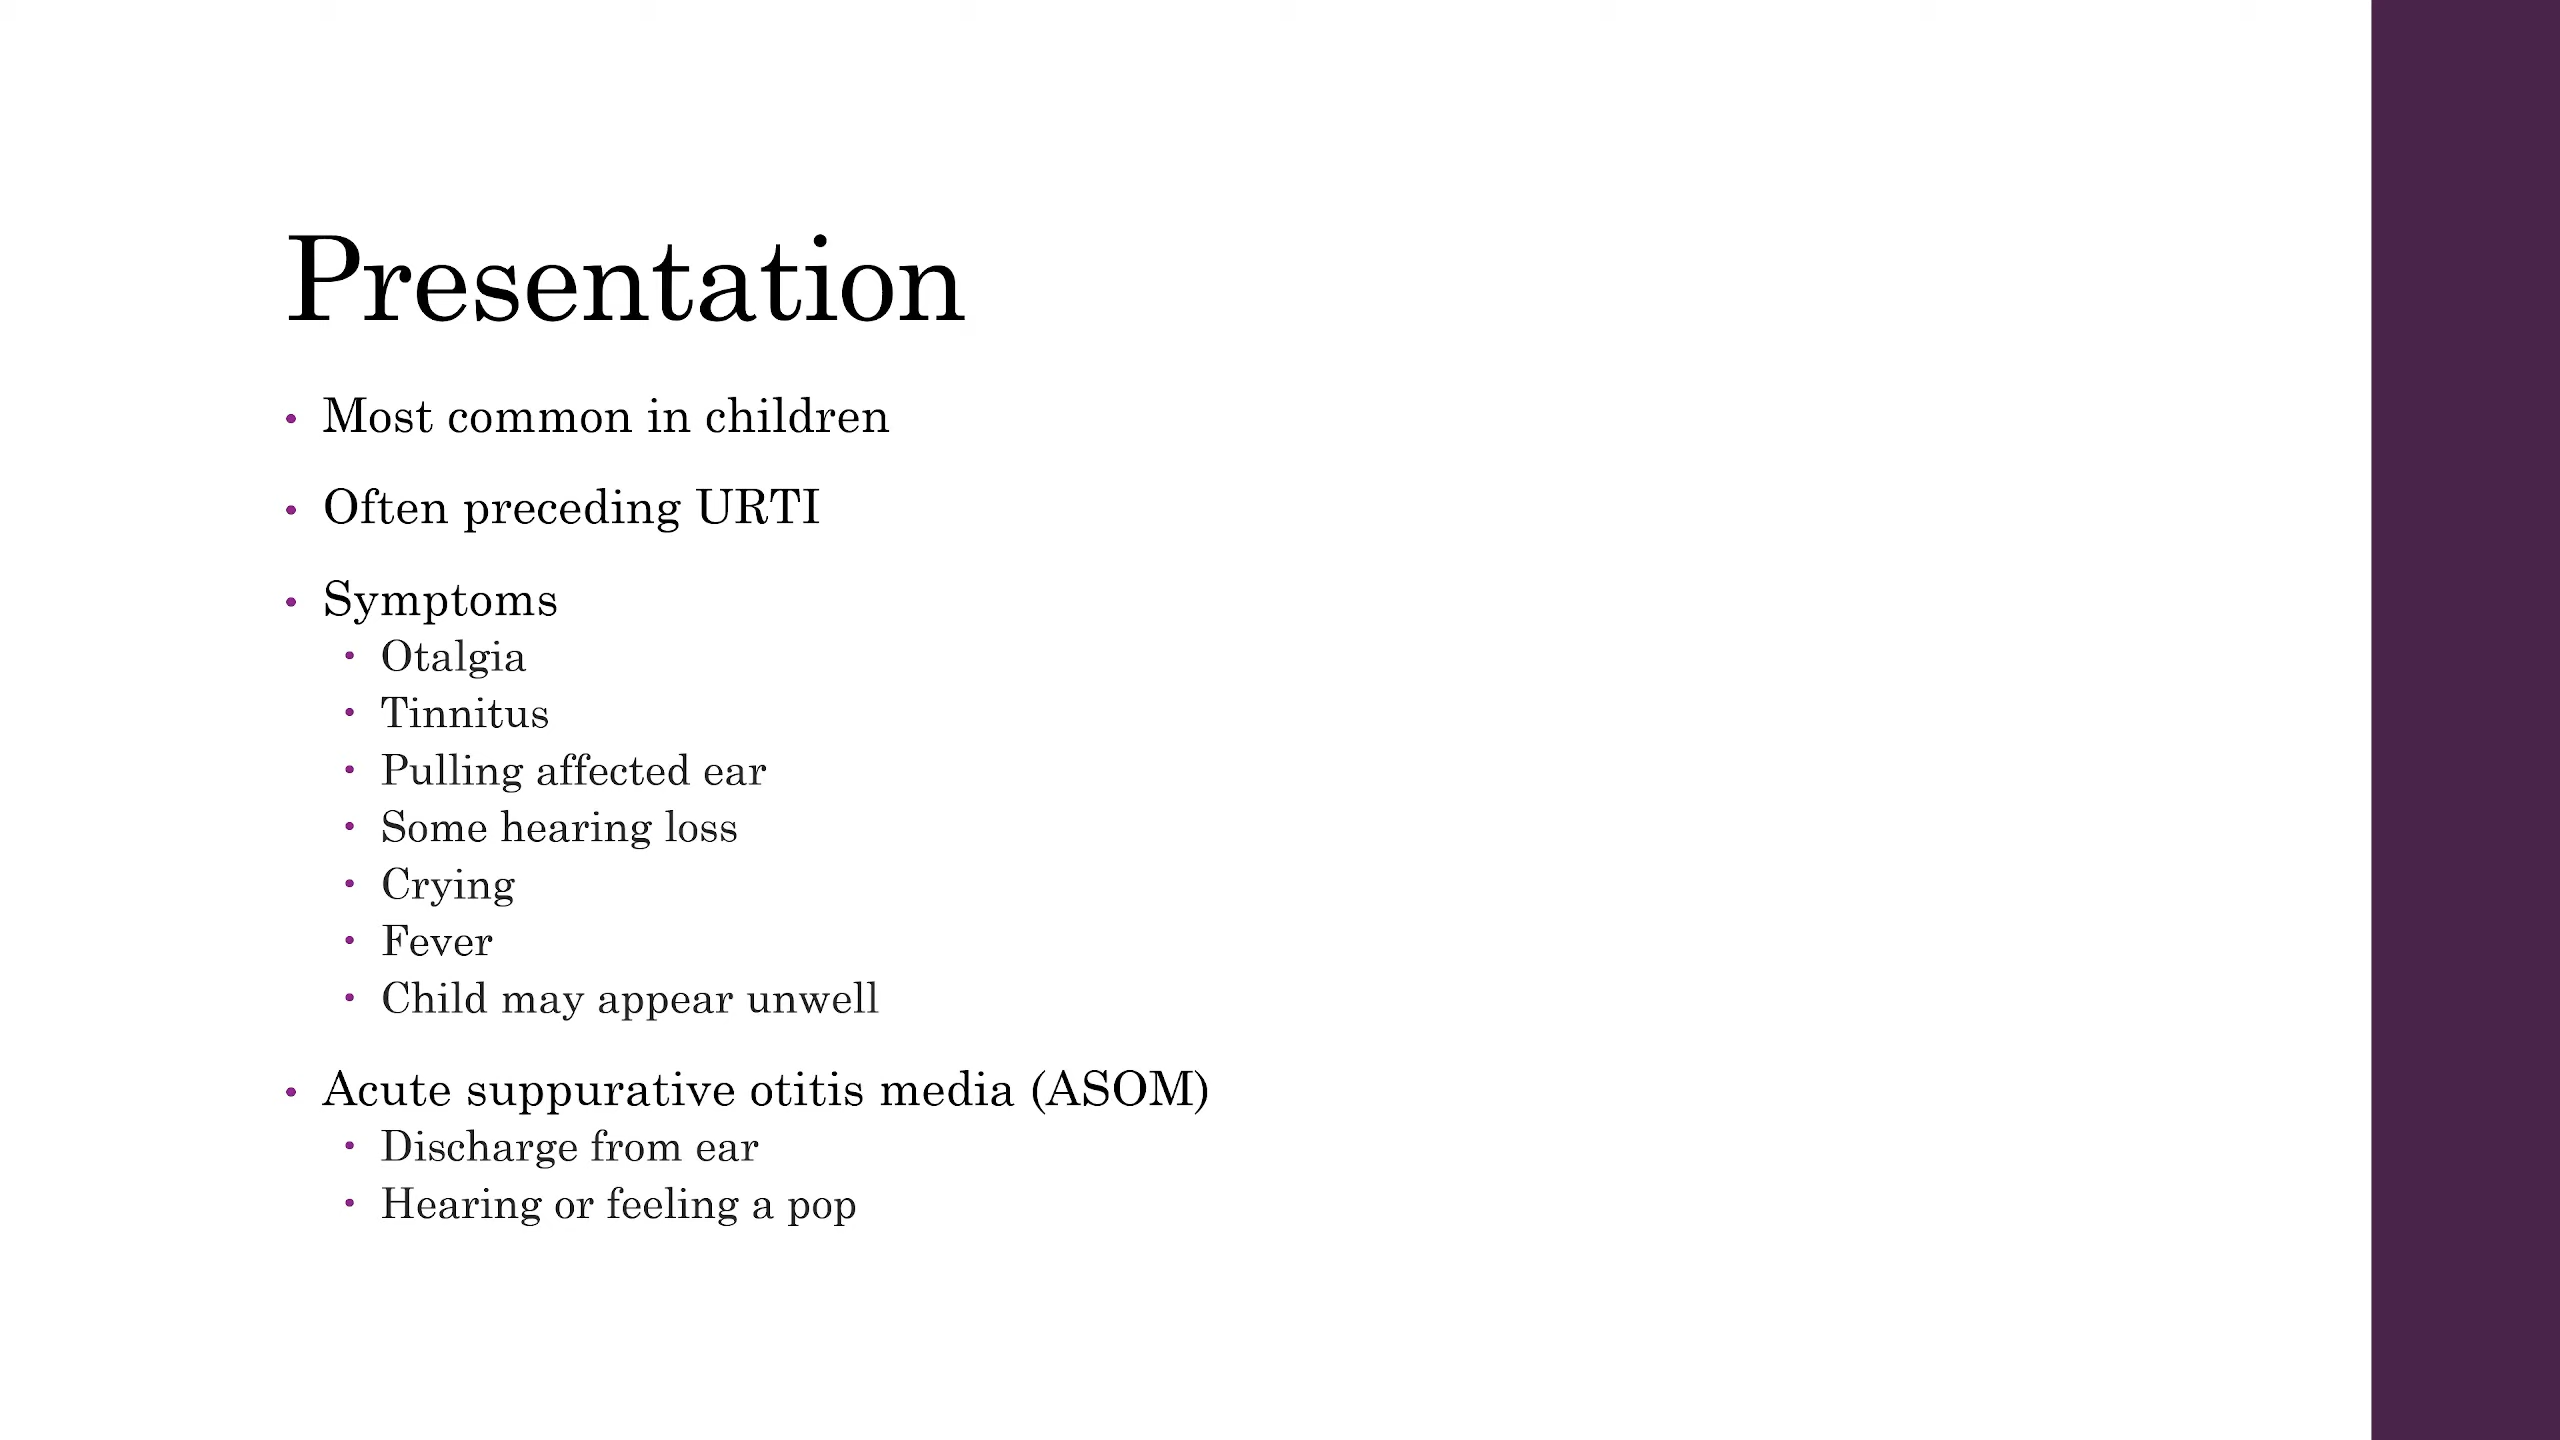 Presentation
• Most common in children
• Often preceding URTI
• Symptoms
• Otalgia
• Tinnitus
• Pulling affected ear
• Some hearing loss
• Crying
• Fever
• Child may appear unwell
• Acute suppurative otitis media (ASOM)
• Discharge from ear
• Hearing or feeling a pop